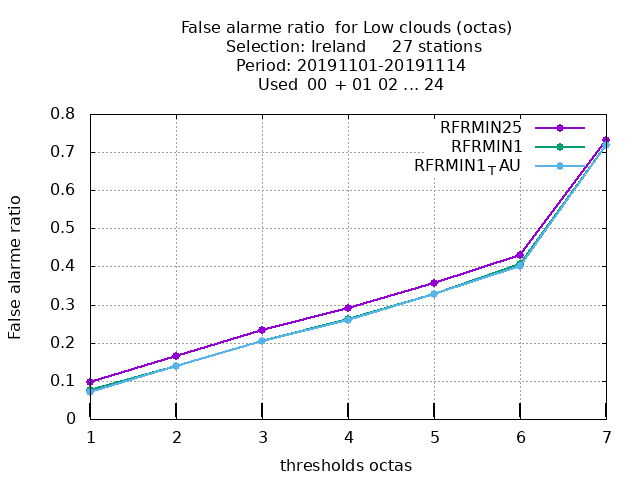 False alarme ratio  for Low clouds (octas)
Selection: Ireland     27 stations
Period: 20191101-20191114
Used  00 + 01 02 ... 24
RFRMIN25
RFRMIN1
RFRMIN1TAU
False alarme ratio
0.8
0.7
0.6
0.5
0.4
0.3
0.2
0.1
0
1 2 3 4 5 6 7
thresholds octas